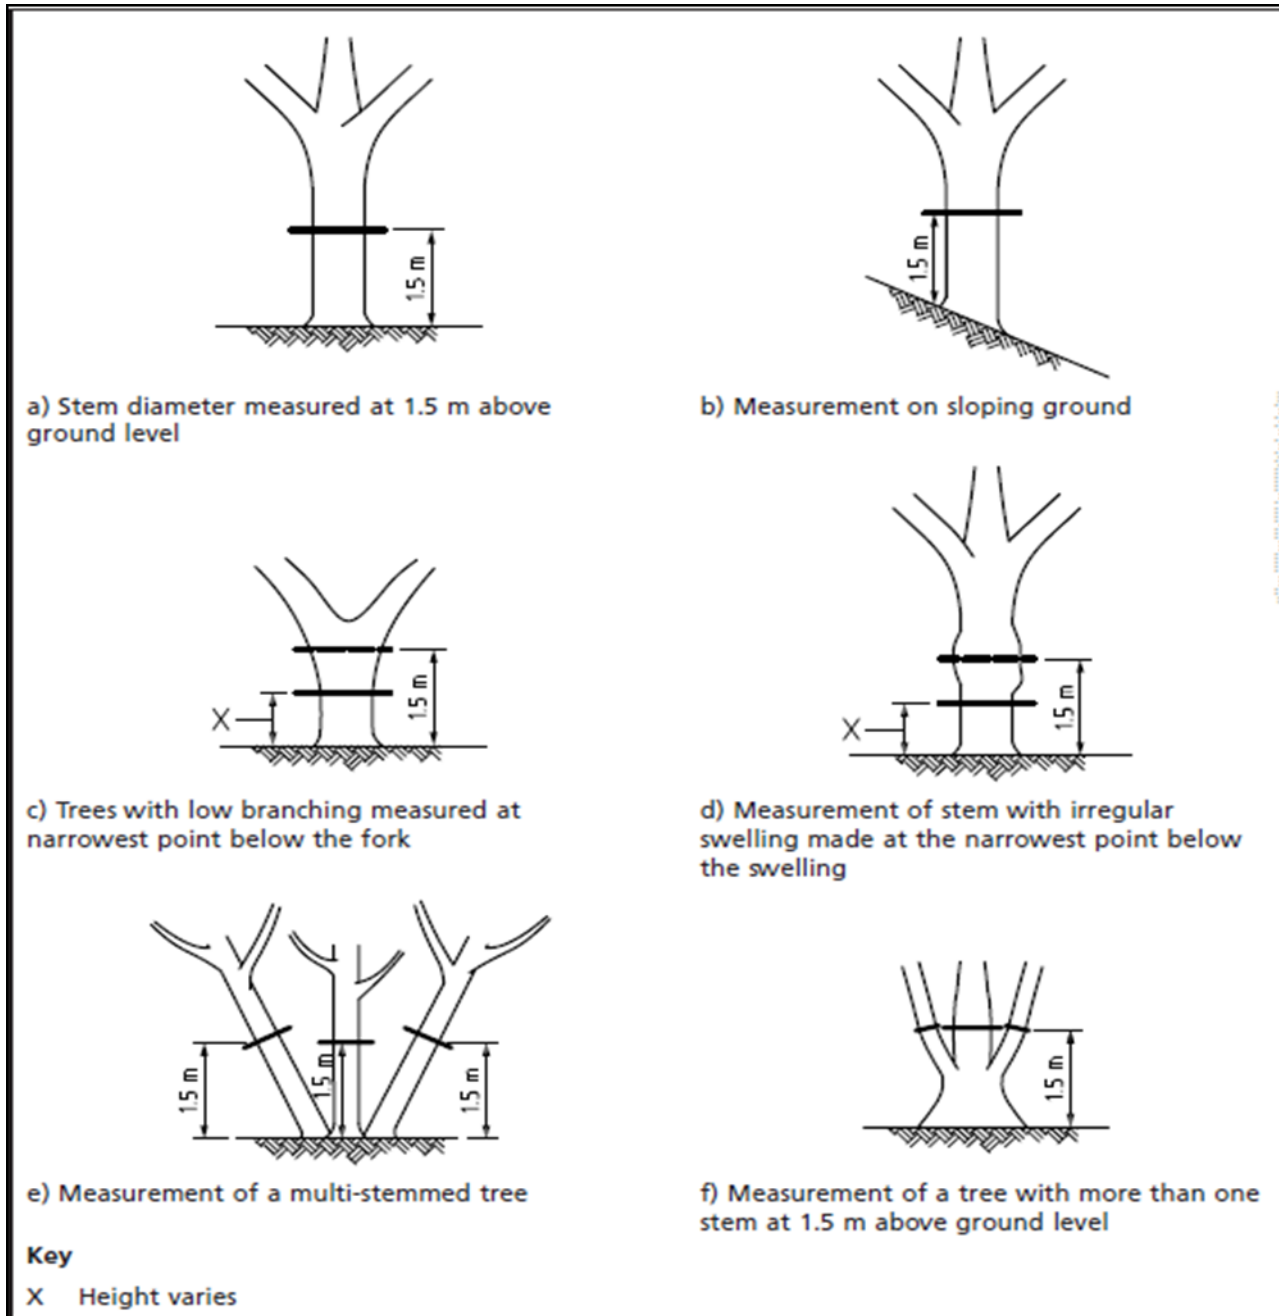 1.5 m
1.5 m
a) Stem diameter measured at 1.5 m above
ground level
b) Measurement on sloping ground
X
1.5 m
X
1.5 m
c) Trees with low branching measured at
narrowest point below the fork
d) Measurement of stem with irregular
swelling made at the narrowest point below
the swelling
1.5 m
1.5 m
1.5 m
1.5 m
e) Measurement of a multi-stemmed tree
f) Measurement of a tree with more than one
stem at 1.5 m above ground level
Key
X Height varies